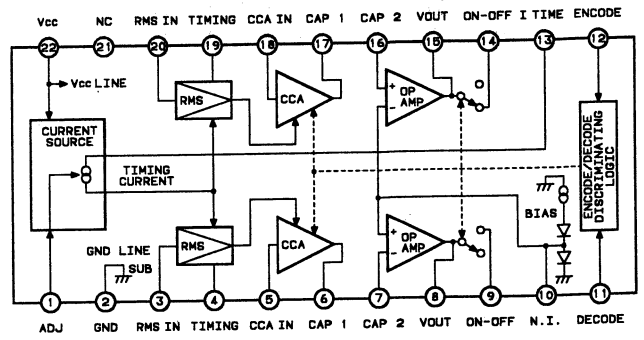 Vcc NC RMS IN TIMING CCA IN CAP 1 CAP 2 VOUT ON-OFF I TIME ENCODE
22 21 20 19 18 17 16 15 14 13 12
Vcc LINE
RMS
CCA
+
-
OP
AMP
CURRENT
SOURCE
TIMING
CURRENT
ENCODE/DECODE
DISCRIMINATING
LOGIC
BIAS
GND LINE
SUB
RMS
CCA
+
-
OP
AMP
1 2 3 4 5 6 7 8 9 10 11
ADJ GND RMS IN TIMING CCA IN CAP 1 CAP 2 VOUT ON-OFF N.I. DECODE